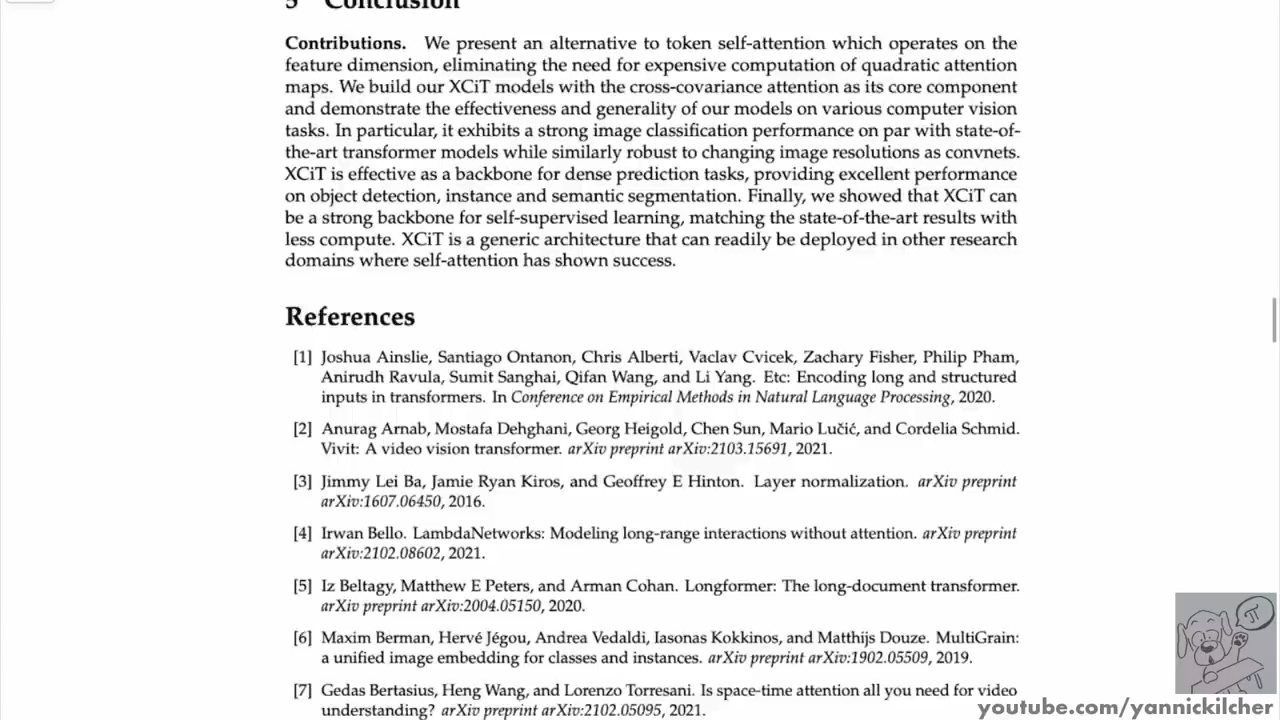 5 Conclusion
Contributions. We present an alternative to token self-attention which operates on the
feature dimension, eliminating the need for expensive computation of quadratic attention
maps. We build our XCiT models with the cross-covariance attention as its core component
and demonstrate the effectiveness and generality of our models on various computer vision
tasks. In particular, it exhibits a strong image classification performance on par with state-of-
the-art transformer models while similarly robust to changing image resolutions as convnets.
XCiT is effective as a backbone for dense prediction tasks, providing excellent performance
on object detection, instance and semantic segmentation. Finally, we showed that XCiT can
be a strong backbone for self-supervised learning, matching the state-of-the-art results with
less compute. XCiT is a generic architecture that can readily be deployed in other research
domains where self-attention has shown success.
References
[1] Joshua Ainslie, Santiago Ontanon, Chris Alberti, Vaclav Cvicek, Zachary Fisher, Philip Pham,
Anirudh Ravula, Sumit Sanghai, Qifan Wang, and Li Yang. Etc: Encoding long and structured
inputs in transformers. In Conference on Empirical Methods in Natural Language Processing, 2020.
[2] Anurag Arnab, Mostafa Dehghani, Georg Heigold, Chen Sun, Mario Lučić, and Cordelia Schmid.
Vivit: A video vision transformer. arXiv preprint arXiv:2103.15691, 2021.
[3] Jimmy Lei Ba, Jamie Ryan Kiros, and Geoffrey E Hinton. Layer normalization. arXiv preprint
arXiv:1607.06450, 2016.
[4] Irwan Bello. LambdaNetworks: Modeling long-range interactions without attention. arXiv preprint
arXiv:2102.08602, 2021.
[5] Iz Beltagy, Matthew E Peters, and Arman Cohan. Longformer: The long-document transformer.
arXiv preprint arXiv:2004.05150, 2020.
[6] Maxim Berman, Hervé Jégou, Andrea Vedaldi, Iasonas Kokkinos, and Matthijs Douze. MultiGrain:
a unified image embedding for classes and instances. arXiv preprint arXiv:1902.05509, 2019.
[7] Gedas Bertasius, Heng Wang, and Lorenzo Torresani. Is space-time attention all you need for video
understanding? arXiv preprint arXiv:2102.05095, 2021.
π
youtube.com/yannickilcher